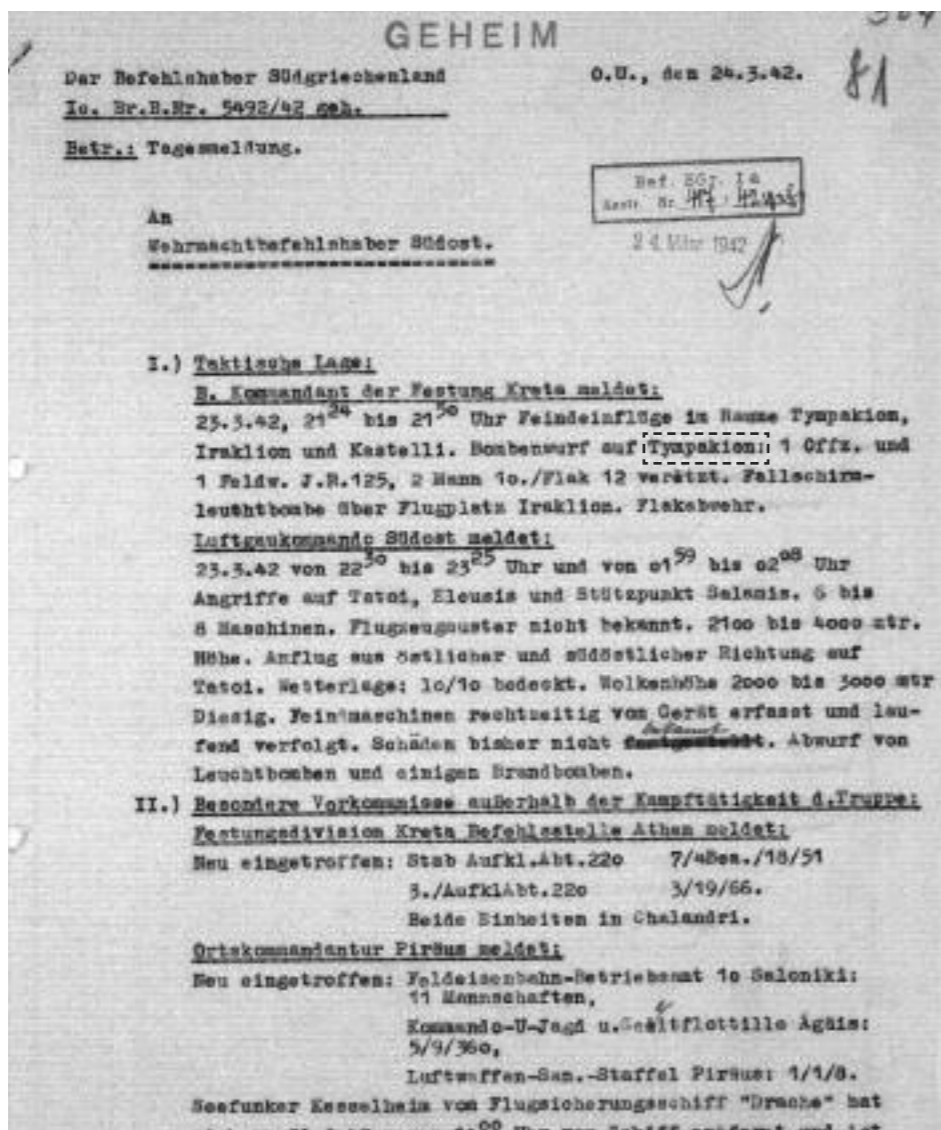 GEHEIM
81
Der Befehlshaber Südgriechenland
O.U., den 24.3.42.
Ic. Br.B.Nr. 5492/42 geh.
Betr.: Tagesmeldung.
24. März 1942
An
Wehrmachtbefehlshaber Südost.
I.) Taktische Lage:
B. Kommandant der Festung Kreta meldet:
23.3.42, 21 24 bis 21 50 Uhr Feindeinflüge im Raume Tympakion,
Iraklion und Kastelli. Bombenwurf auf Tympakion: 1 Offz. und
1 Feldw. J.R.125, 2 Mann 1o./Flak 12 verätzt. Fallschirm-
leuchtbombe über Flugplatz Iraklion. Flakabwehr.
Luftgaukommando Südost meldet:
23.3.42 von 22 30 bis 23 25 Uhr und von o1 59 bis o2 08 Uhr
Angriffe auf Tatoi, Eleusis und Stützpunkt Salamis. 6 bis
8 Maschinen. Flugzeugmuster nicht bekannt. 21oo bis 4ooo mtr.
Höhe. Anflug aus östlicher und südöstlicher Richtung auf
Tatoi. Wetterlage: 1o/1o bedeckt. Wolkenhöhe 2ooo bis 3ooo mtr
Diesig. Feindmaschinen rechtzeitig vom Gerät erfasst und lau-
bekannt
fend verfolgt. Schäden bisher nicht festgestellt. Abwurf von
Leuchtbomben und einigen Brandbomben.
II.) Besondere Vorkommnisse außerhalb der Kampftätigkeit d.Truppe:
Festungsdivision Kreta Befehlsstelle Athen meldet:
Neu eingetroffen: Stab Aufkl.Abt.22o 7/4Bea./18/51
3./AufklAbt.22o 3/19/66.
Beide Einheiten in Chalandri.
Ortskommandantur Piräus meldet:
Neu eingetroffen: Feldeisenbahn-Betriebsamt 1o Saloniki:
11 Mannschaften,
Kommando-U-Jagd u. Ägäis:
5/9/36o,
Luftwaffen-San.-Staffel Piräus: 1/1/8.
Seefunker Kesselheim vom Flugsicherungsschiff "Drache" hat